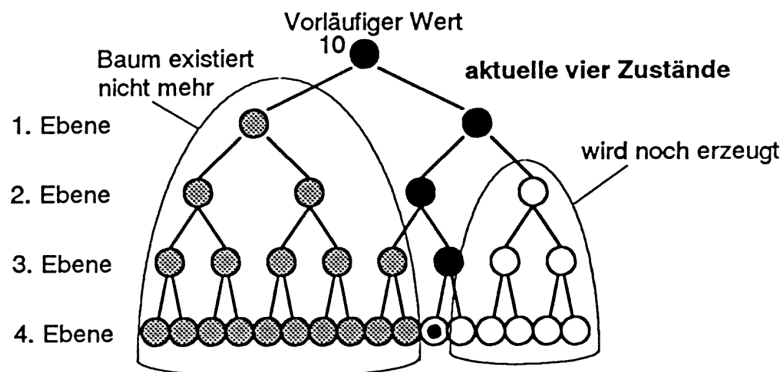 Vorläufiger Wert
10
Baum existiert
nicht mehr
aktuelle vier Zustände
1. Ebene
wird noch erzeugt
2. Ebene
3. Ebene
4. Ebene